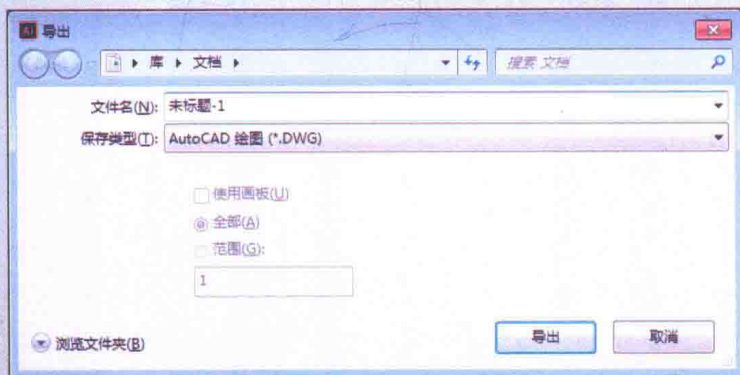 Ai 导出
库 文档 搜索 文档
文件名(N): 未标题-1
保存类型(T): AutoCAD 绘图 (*.DWG)
使用画板(U)
全部(A)
范围(G):
1
浏览文件夹(B) 导出 取消